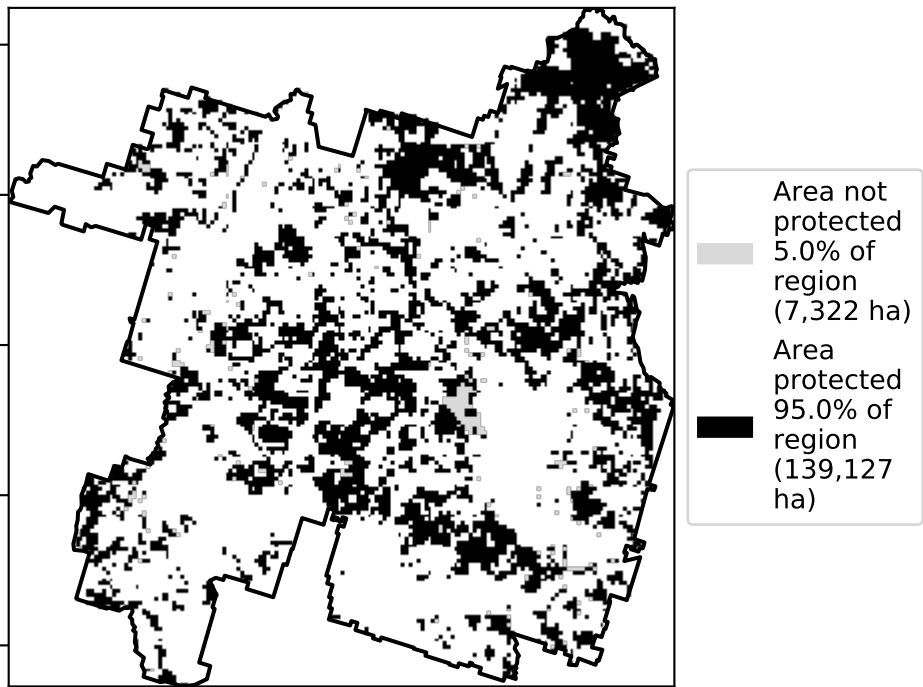 Area not
protected
5.0% of
region
(7,322 ha)
Area
protected
95.0% of
region
(139,127
ha)